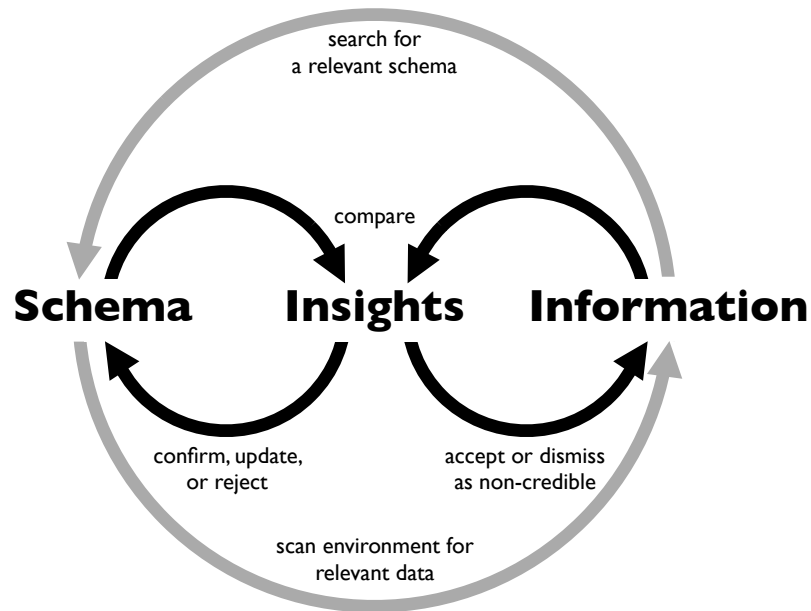 search for
a relevant schema
compare
Schema
Insights
Information
confirm, update,
or reject
accept or dismiss
as non-credible
scan environment for
relevant data